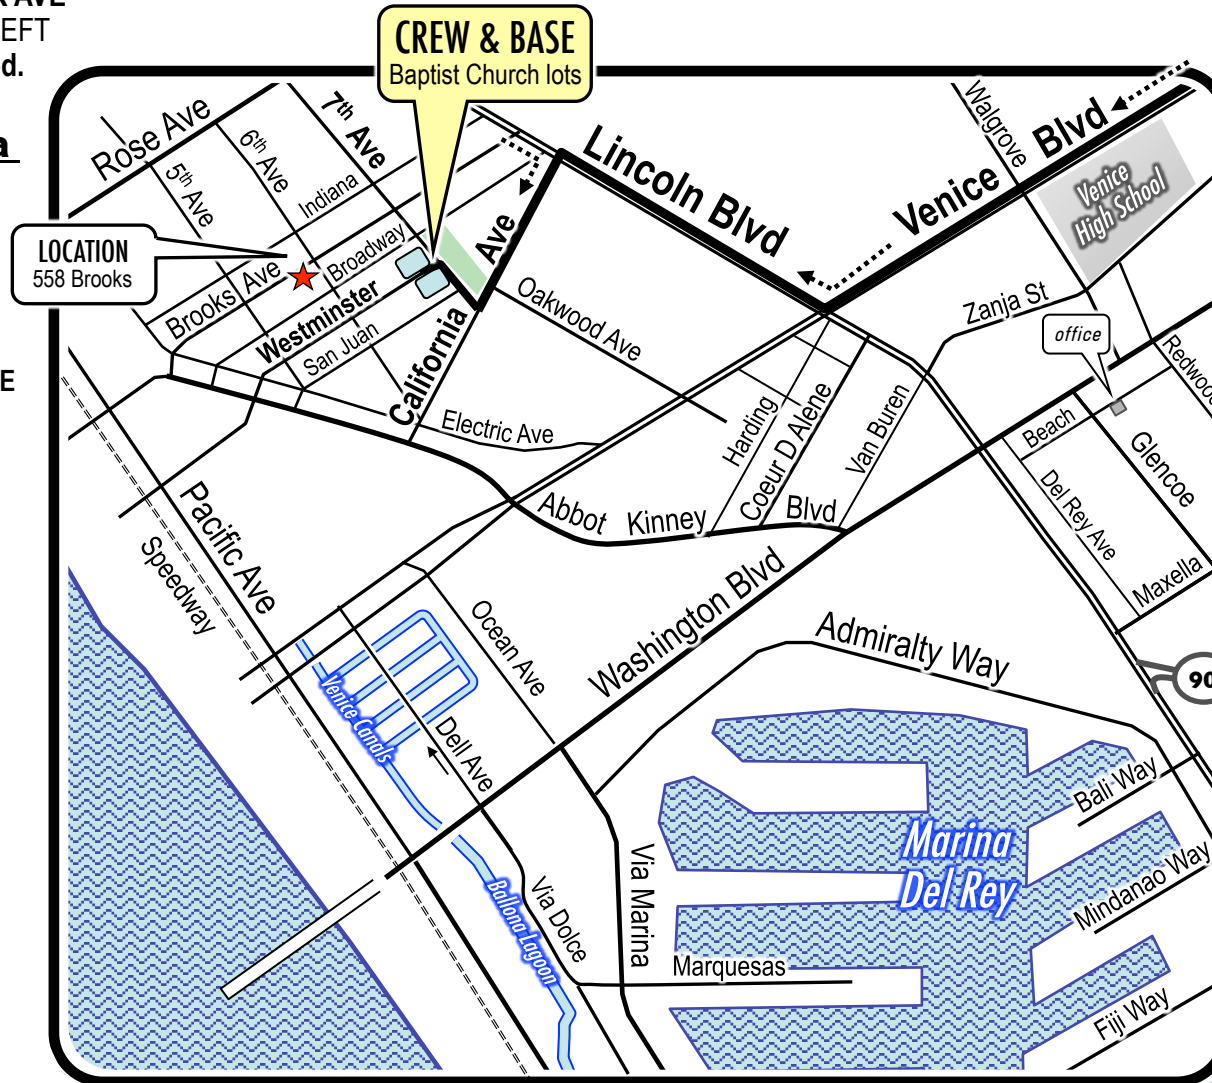 AVE
EFT
d.
a
E
CREW & BASE
Baptist Church lots
LOCATION
558 Brooks
Rose Ave
5th Ave
6th Ave
7th Ave
Indiana
Brooks Ave
Broadway
Westminster
San Juan
California Ave
Lincoln Blvd
Venice Blvd
Walgrove
Venice
High School
Oakwood Ave
Electric Ave
Zanja St
office
Redwood
Harding
Coeur D Alene
Van Buren
Beach
Glencoe
Del Rey Ave
Maxella
Abbot Kinney Blvd
Pacific Ave
Speedway
Washington Blvd
Ocean Ave
Admiralty Way
90
Venice Canals
Dell Ave
Bali Way
Marina
Del Rey
Mindanao Way
Via Marina
Via Dolce
Ballona Lagoon
Marquesas
Fiji Way